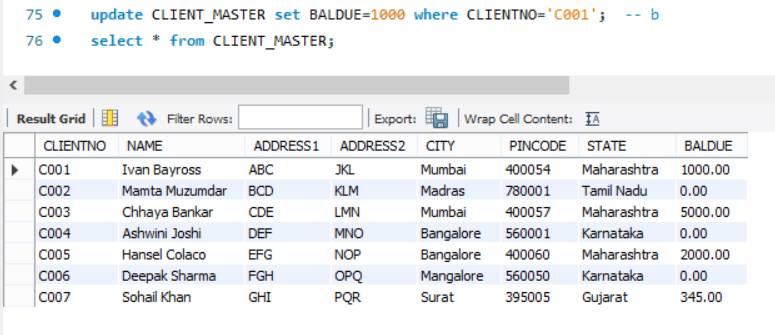 75 update CLIENT_MASTER set BALDUE=1000 where CLIENTNO='C001'; -- b
76 select * from CLIENT_MASTER;
Result Grid Filter Rows: Export: Wrap Cell Content:
CLIENTNO NAME ADDRESS1 ADDRESS2 CITY PINCODE STATE BALDUE
C001 Ivan Bayross ABC JKL Mumbai 400054 Maharashtra 1000.00
C002 Mamta Muzumdar BCD KLM Madras 780001 Tamil Nadu 0.00
C003 Chhaya Bankar CDE LMN Mumbai 400057 Maharashtra 5000.00
C004 Ashwini Joshi DEF MNO Bangalore 560001 Karnataka 0.00
C005 Hansel Colaco EFG NOP Bangalore 400060 Maharashtra 2000.00
C006 Deepak Sharma FGH OPQ Mangalore 560050 Karnataka 0.00
C007 Sohail Khan GHI PQR Surat 395005 Gujarat 345.00